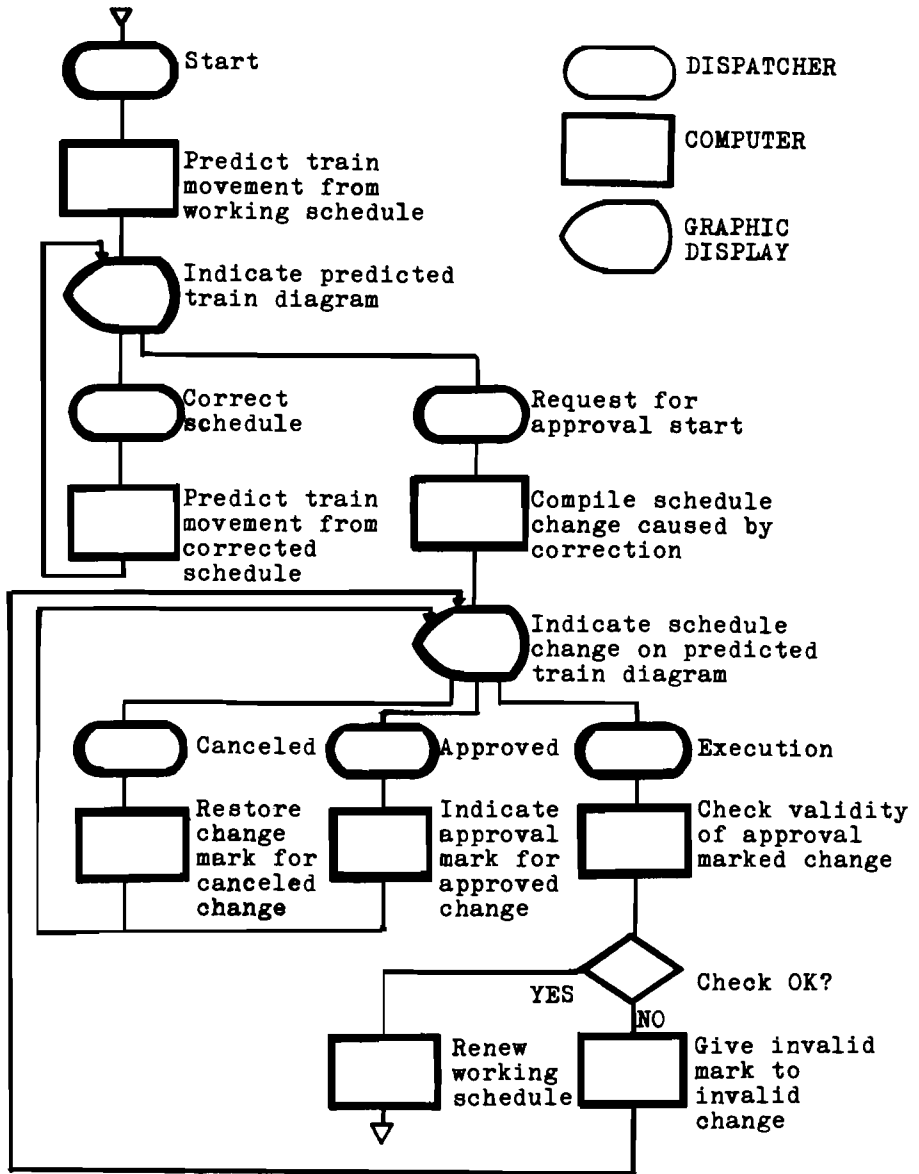 Start
DISPATCHER
COMPUTER
GRAPHIC
DISPLAY
Predict train
movement from
working schedule
Indicate predicted
train diagram
Correct
schedule
Request for
approval start
Predict train
movement from
corrected
schedule
Compile schedule
change caused by
correction
Indicate schedule
change on predicted
train diagram
Canceled
Approved
Execution
Restore
change
mark for
canceled
change
Indicate
approval
mark for
approved
change
Check validity
of approval
marked change
Check OK?
YES
NO
Renew
working
schedule
Give invalid
mark to
invalid
change